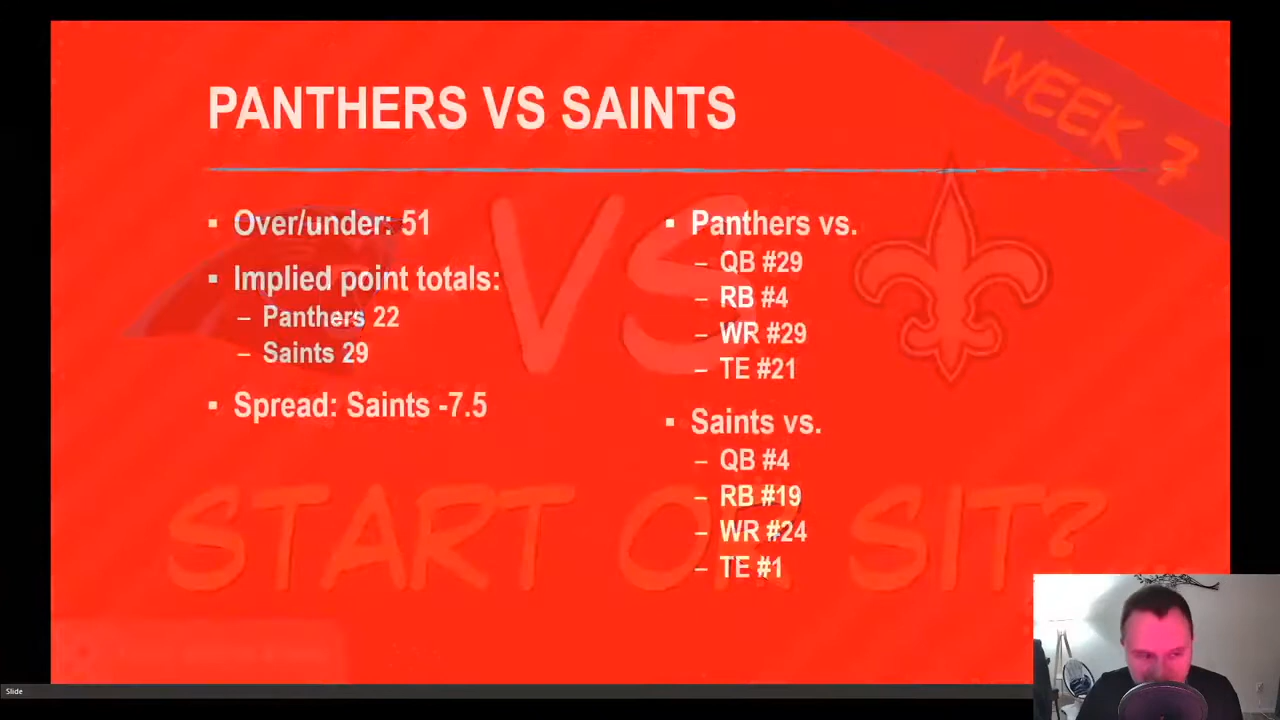 PANTHERS VS SAINTS
WEEK 7
VS
▪ Over/under: 51
▪ Implied point totals:
– Panthers 22
– Saints 29
▪ Spread: Saints -7.5
▪ Panthers vs.
– QB #29
– RB #4
– WR #29
– TE #21
▪ Saints vs.
– QB #4
– RB #19
– WR #24
– TE #1
START OR SIT?
Slide